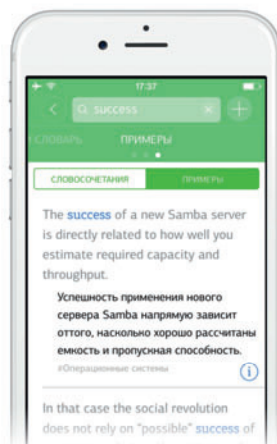 17:37
success
СЛОВАРЬ ПРИМЕРЫ
СЛОВОСОЧЕТАНИЯ ПРИМЕРЫ
The success of a new Samba server
is directly related to how well you
estimate required capacity and
throughput.
Успешность применения нового
сервера Samba напрямую зависит
оттого, насколько хорошо рассчитаны
емкость и пропускная способность.
#Операционные системы
In that case the social revolution
does not rely on "possible" success of